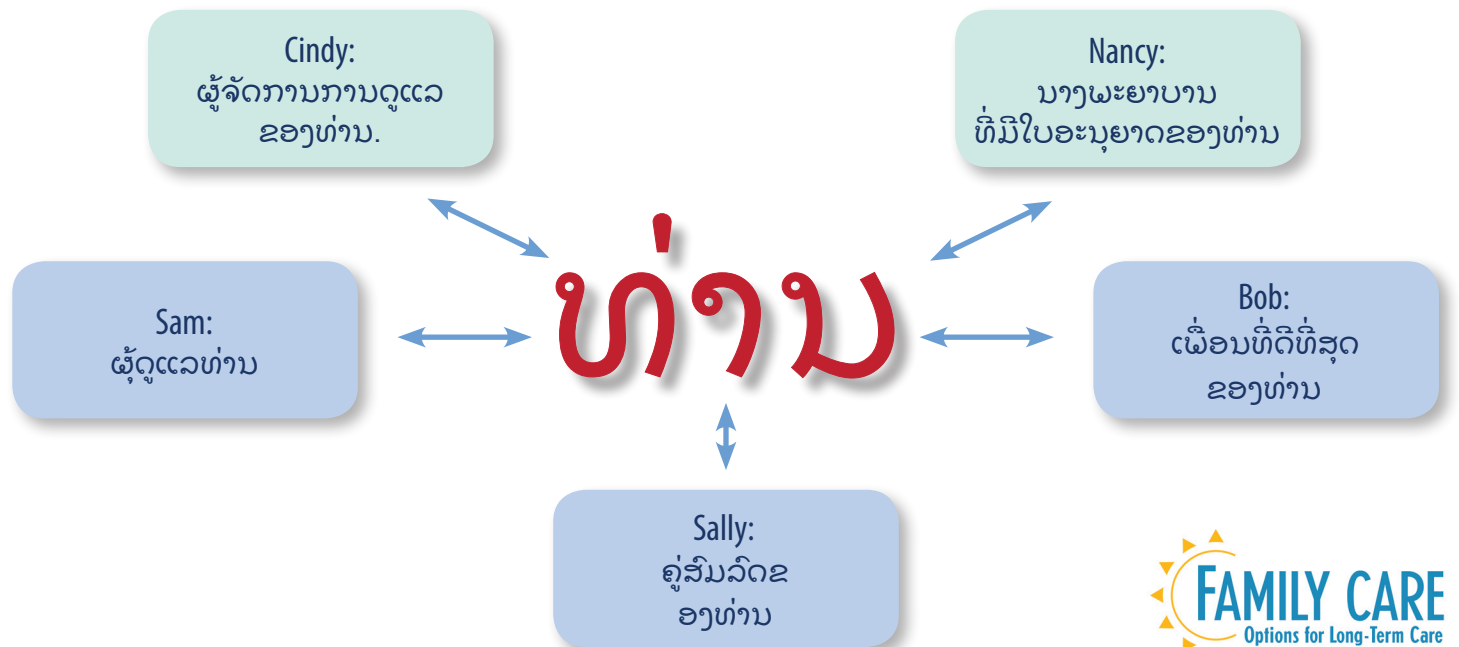 Cindy:
ຜູ້ຈັດການການດູແລ
ຂອງທ່ານ.
Nancy:
ນາງພະຍາບານ
ທີ່ມີໃບອະນຸຍາດຂອງທ່ານ
ທ່ານ
Sam:
ຜູ້ດູແລທ່ານ
Bob:
ເພື່ອນທີ່ດີທີ່ສຸດ
ຂອງທ່ານ
Sally:
ຄູ່ສົມລົດຂ
ອງທ່ານ
FAMILY CARE
Options for Long-Term Care